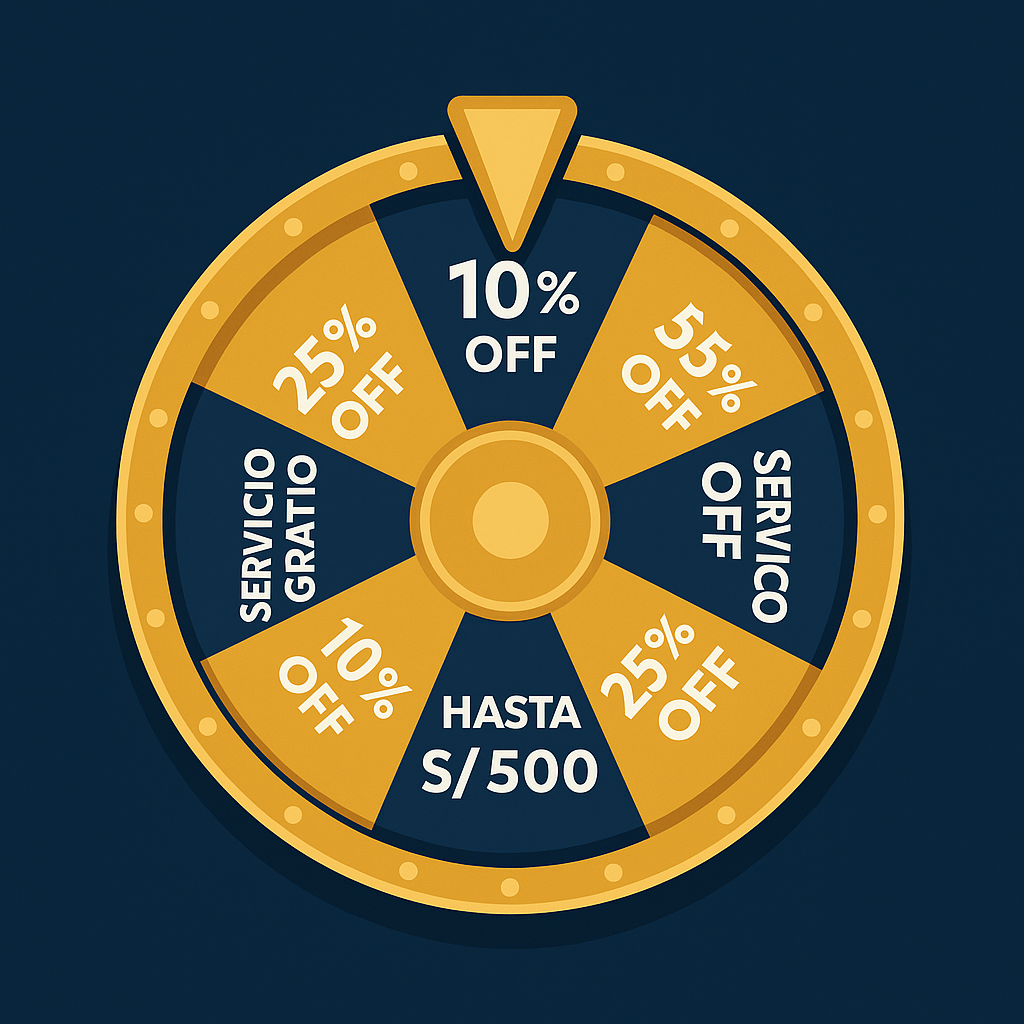 10%
OFF
55%
OFF
SERVICO
OFF
25%
OFF
HASTA
S/500
10%
OFF
SERVICIO
GRATIO
25%
OFF